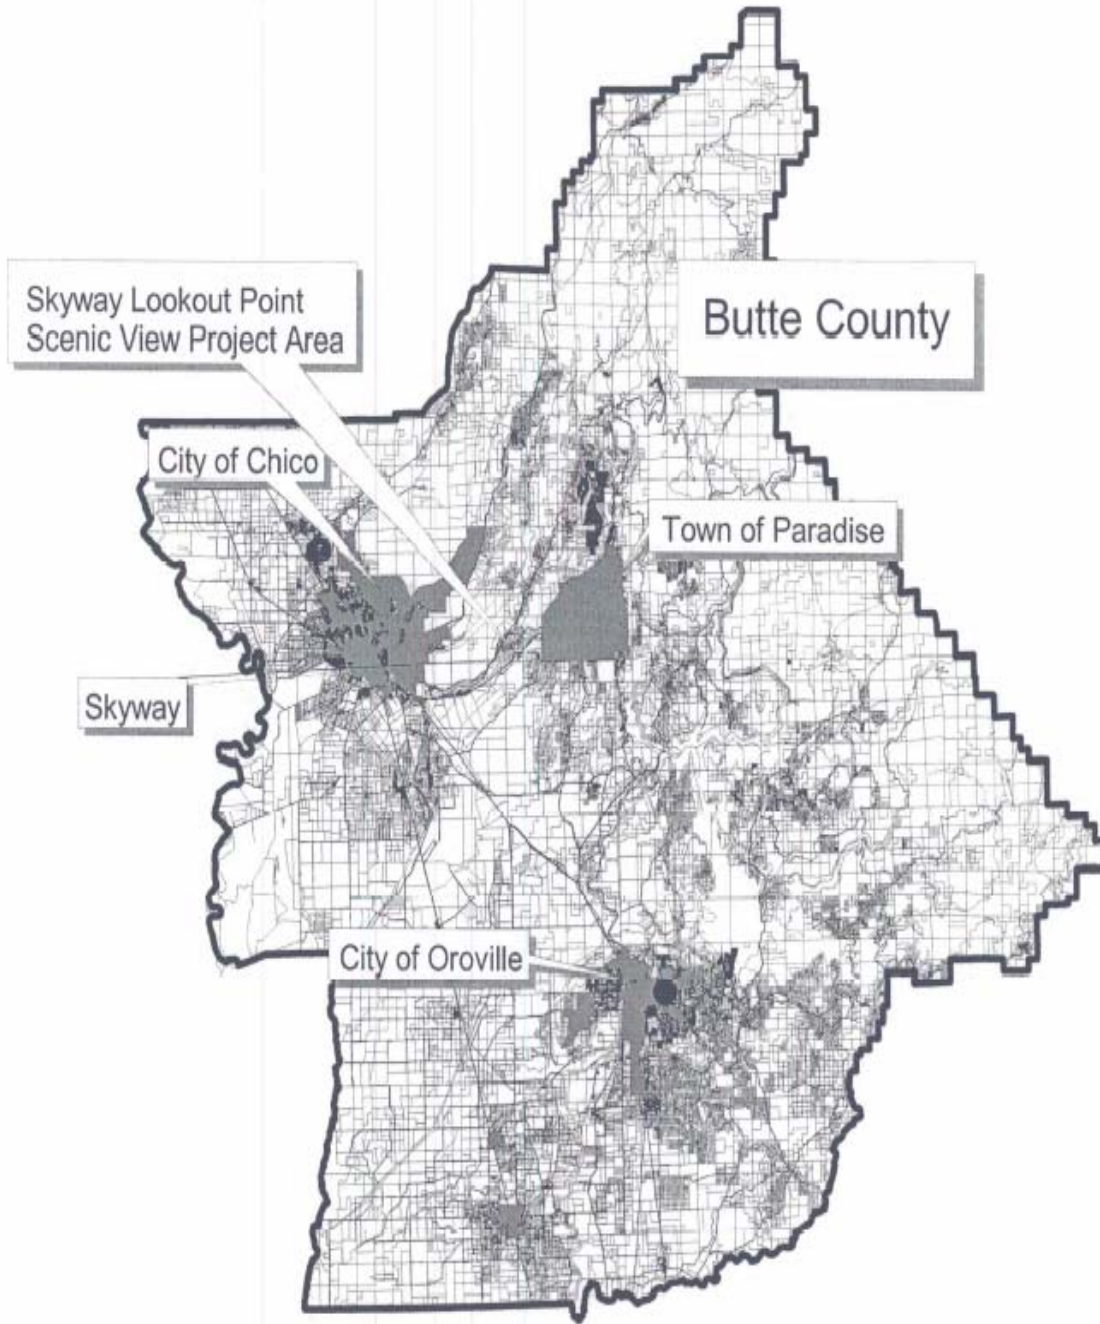 Skyway Lookout Point
Scenic View Project Area
Butte County
City of Chico
Town of Paradise
Skyway
City of Oroville